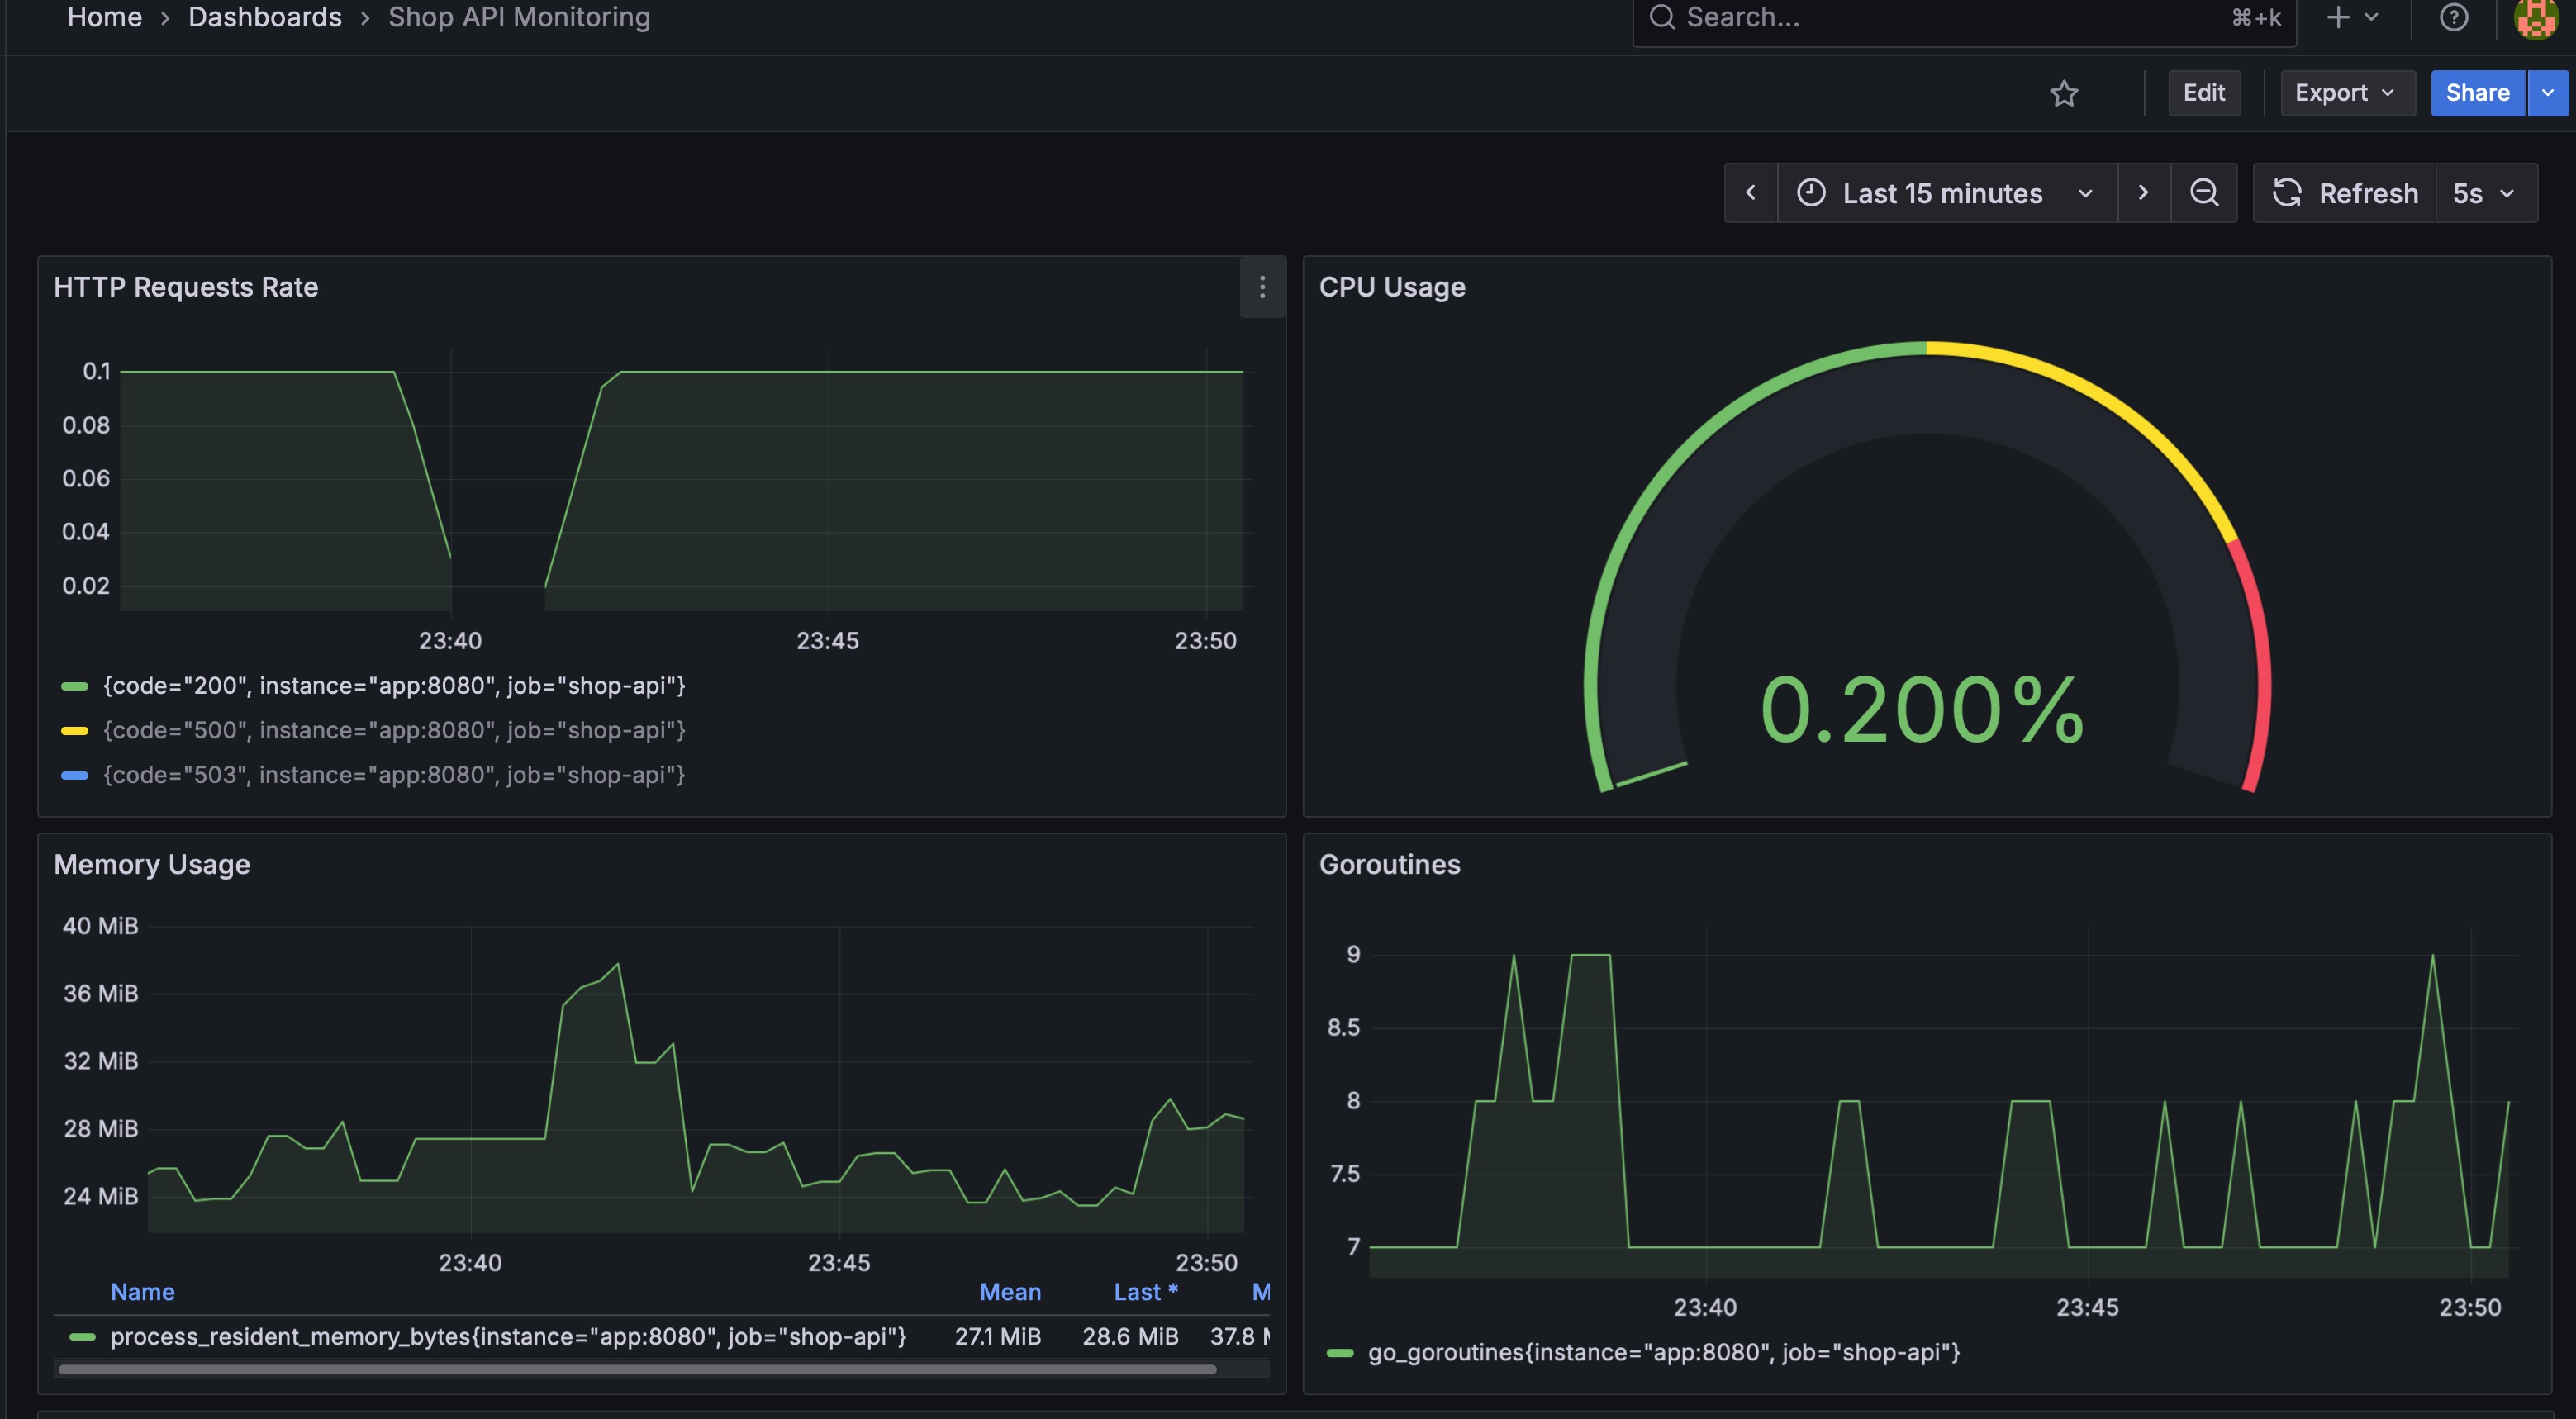 Home > Dashboards > Shop API Monitoring
Search... ⌘+k
Edit Export Share
Last 15 minutes Refresh 5s
HTTP Requests Rate
0.1
0.08
0.06
0.04
0.02
23:40 23:45 23:50
{code="200", instance="app:8080", job="shop-api"}
{code="500", instance="app:8080", job="shop-api"}
{code="503", instance="app:8080", job="shop-api"}
CPU Usage
0.200%
Memory Usage
40 MiB
36 MiB
32 MiB
28 MiB
24 MiB
23:40 23:45 23:50
Name Mean Last *
process_resident_memory_bytes{instance="app:8080", job="shop-api"} 27.1 MiB 28.6 MiB 37.8
Goroutines
9
8.5
8
7.5
7
23:40 23:45 23:50
go_goroutines{instance="app:8080", job="shop-api"}